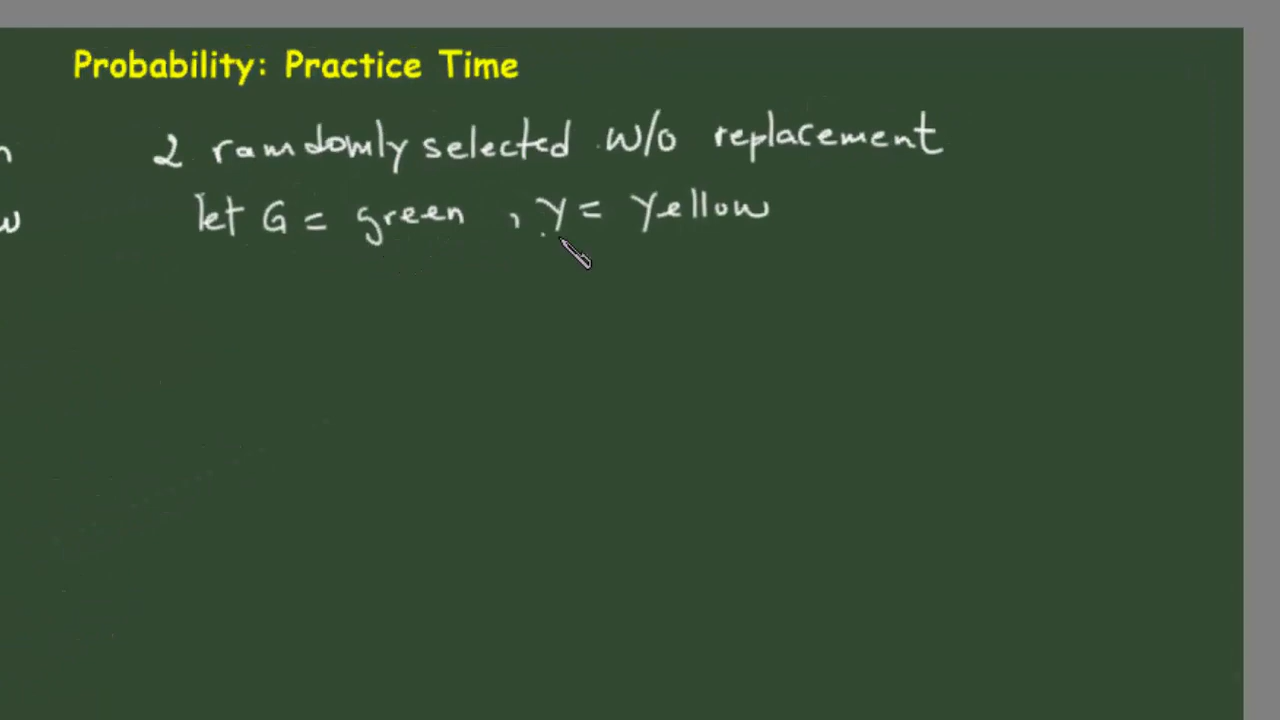 Probability: Practice Time
2 randomly selected w/o replacement
let G = green , Y = Yellow